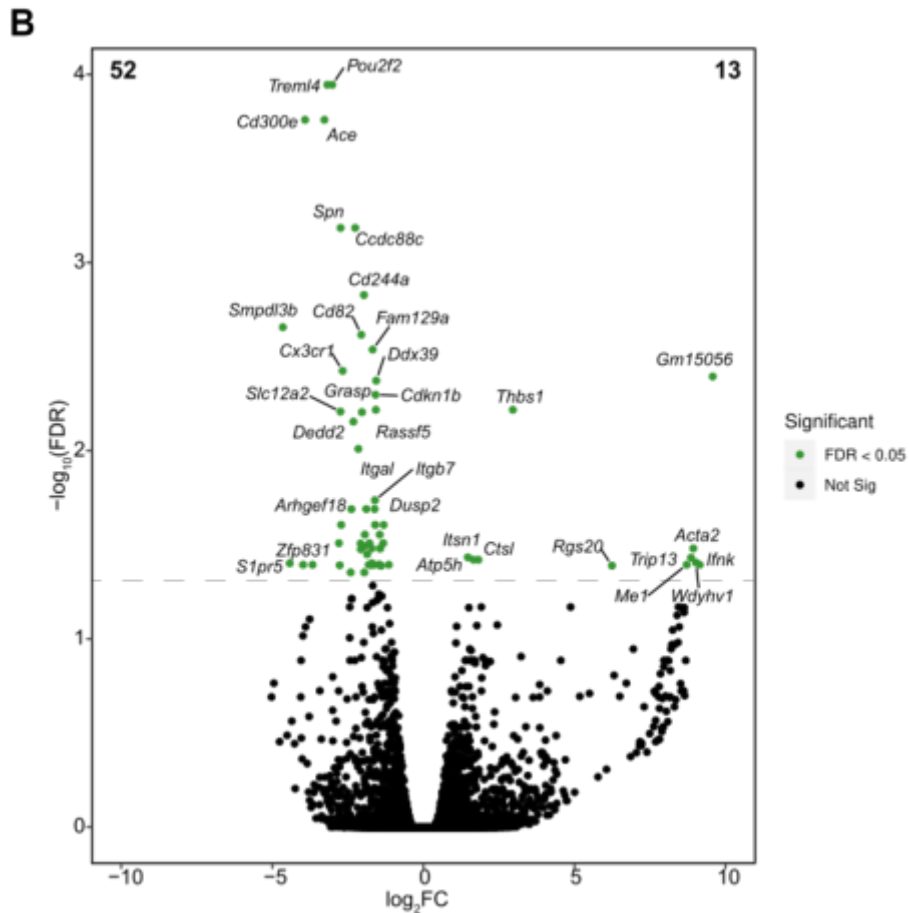 B
52
13
Pou2f2
Treml4
Cd300e
Ace
Spn
Ccdc88c
Cd244a
Smpdl3b
Cd82
Fam129a
Cx3cr1
Ddx39
Gm15056
Slc12a2
Grasp
Cdkn1b
Thbs1
Dedd2
Rassf5
Itgal
Itgb7
Arhgef18
Dusp2
Zfp831
Itsn1
Ctsl
Acta2
S1pr5
Atp5h
Rgs20
Trip13
Ifnk
Me1
Wdyhv1
4
3
2
1
0
−log10(FDR)
−10
−5
0
5
10
log2FC
Significant
FDR < 0.05
Not Sig